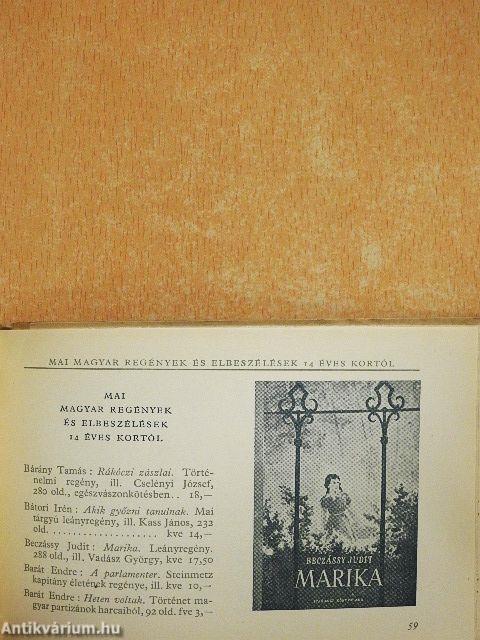 MAI MAGYAR REGÉNYEK ÉS ELBESZÉLÉSEK 14 ÉVES KORTÓL
MAI
MAGYAR REGÉNYEK
ÉS ELBESZÉLÉSEK
14 ÉVES KORTÓL
Bárány Tamás : Rákóczi zászlai. Törté-
nelmi regény, ill. Cselényi József,
280 old., egészvászonkötésben . . 18,—
Bátori Irén : Akik győzni tanulnak. Mai
tárgyú leányregény, ill. Kass János, 232
old. . . . . . . . . . . . . . . . . . . . . kve 14,—
Beczássy Judit : Marika. Leányregény.
288 old., ill. Vadász György, kve 17,50
Barát Endre : A parlamenter. Steinmetz
kapitány életének regénye, ill. kve 10,—
Barát Endre : Heten voltak. Történet ma-
gyar partizánok harcaiból, 92 old. fve 3,—
BECZÁSSY JUDIT
MARIKA
IFJÚSÁGI KÖNYVKIADÓ
59
Antikvárium.hu